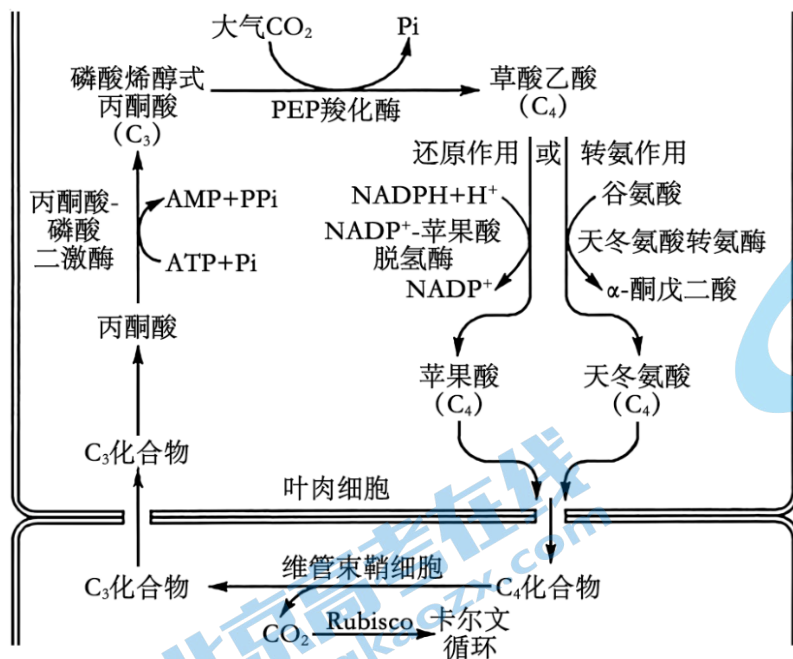 大气CO₂
Pi
磷酸烯醇式
丙酮酸
（C₃）
PEP羧化酶
草酸乙酸
（C₄）
还原作用 或 转氨作用
丙酮酸-
磷酸
二激酶
AMP+PPi
ATP+Pi
NADPH+H⁺
NADP⁺-苹果酸
脱氢酶
NADP⁺
谷氨酸
天冬氨酸转氨酶
α-酮戊二酸
丙酮酸
苹果酸
（C₄）
天冬氨酸
（C₄）
C₃化合物
叶肉细胞
维管束鞘细胞
C₃化合物
C₄化合物
CO₂
Rubisco
卡尔文
循环
北京高考在线